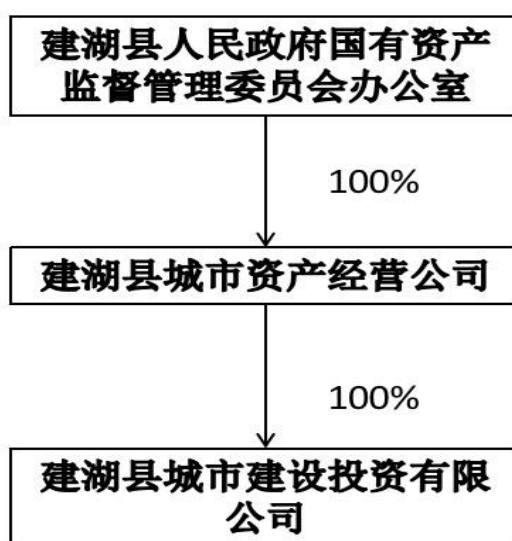 建湖县人民政府国有资产
监督管理委员会办公室
100%
建湖县城市资产经营公司
100%
建湖县城市建设投资有限
公司